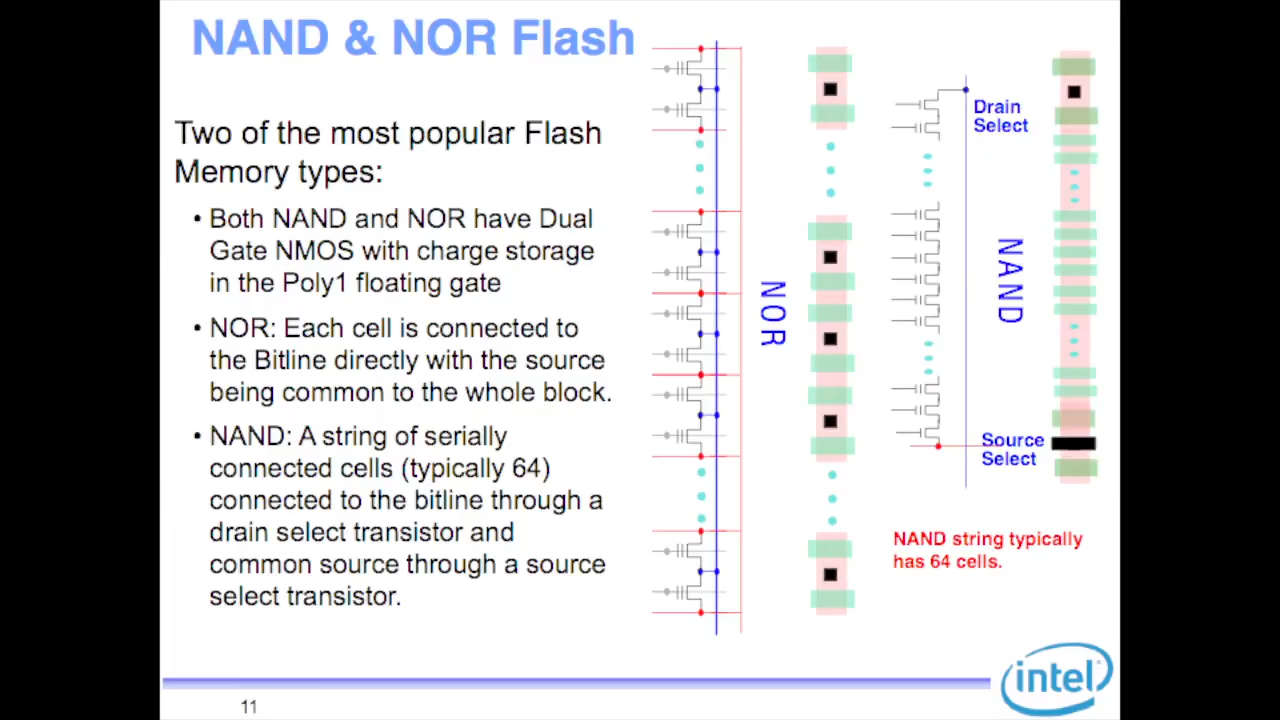 NAND & NOR Flash
Two of the most popular Flash
Memory types:
• Both NAND and NOR have Dual
Gate NMOS with charge storage
in the Poly1 floating gate
• NOR: Each cell is connected to
the Bitline directly with the source
being common to the whole block.
• NAND: A string of serially
connected cells (typically 64)
connected to the bitline through a
drain select transistor and
common source through a source
select transistor.
NOR
Drain
Select
NAND
Source
Select
NAND string typically
has 64 cells.
intel
11